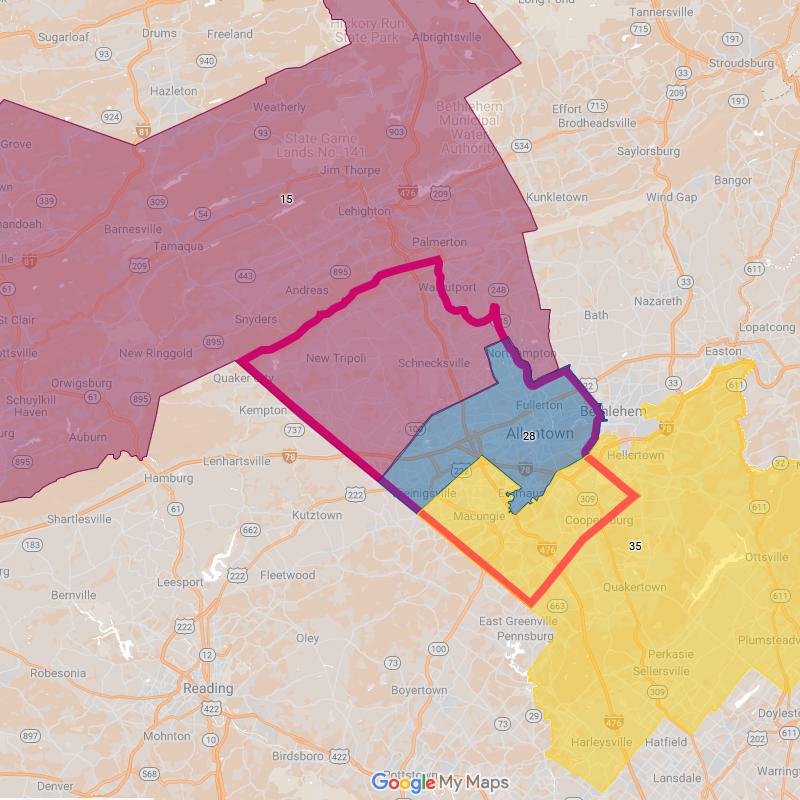 Tannersville
Hickory Run
State Park
Albrightsville
Sugarloaf
Drums
Freeland
715
191
93
940
Stroudsburg
33
Hazleton
209
191
Weatherly
Bethlehem
Municipal
Water
Authority
Effort
715
Brodheadsville
924
81
93
903
State Game
Lands No. 141
534
Saylorsburg
Grove
Jim Thorpe
Bangor
476
209
Kunkletown
Wind Gap
339
309
54
15
Lehighton
Barnesville
Tamaqua
Palmerton
81
209
443
895
611
61
Andreas
Walnutport
248
Nazareth
St Clair
Snyders
Bath
Lopatcong
895
New Ringgold
New Tripoli
Schnecksville
Northampton
Easton
Quaker City
Orwigsburg
22
33
611
Schuylkill
Haven
61
895
Kempton
Fullerton
Bethlehem
737
100
Allentown
28
78
Auburn
895
Lenhartsville
78
Hellertown
222
78
32
Hamburg
222
Breinigsville
Emmaus
309
61
Kutztown
Macungie
Coopersburg
Shartlesville
662
183
476
35
Ottsville
Fleetwood
Leesport
222
Quakertown
Bernville
663
611
222
East Greenville
Pennsburg
12
Oley
100
Plumsteadv
Robesonia
73
Perkasie
Sellersville
Reading
Boyertown
309
422
29
Doylest
897
Mohnton
10
73
476
202
611
Harleysville
Hatfield
Birdsboro
422
568
Lansdale
Warring
Denver
Pottstown
Google My Maps